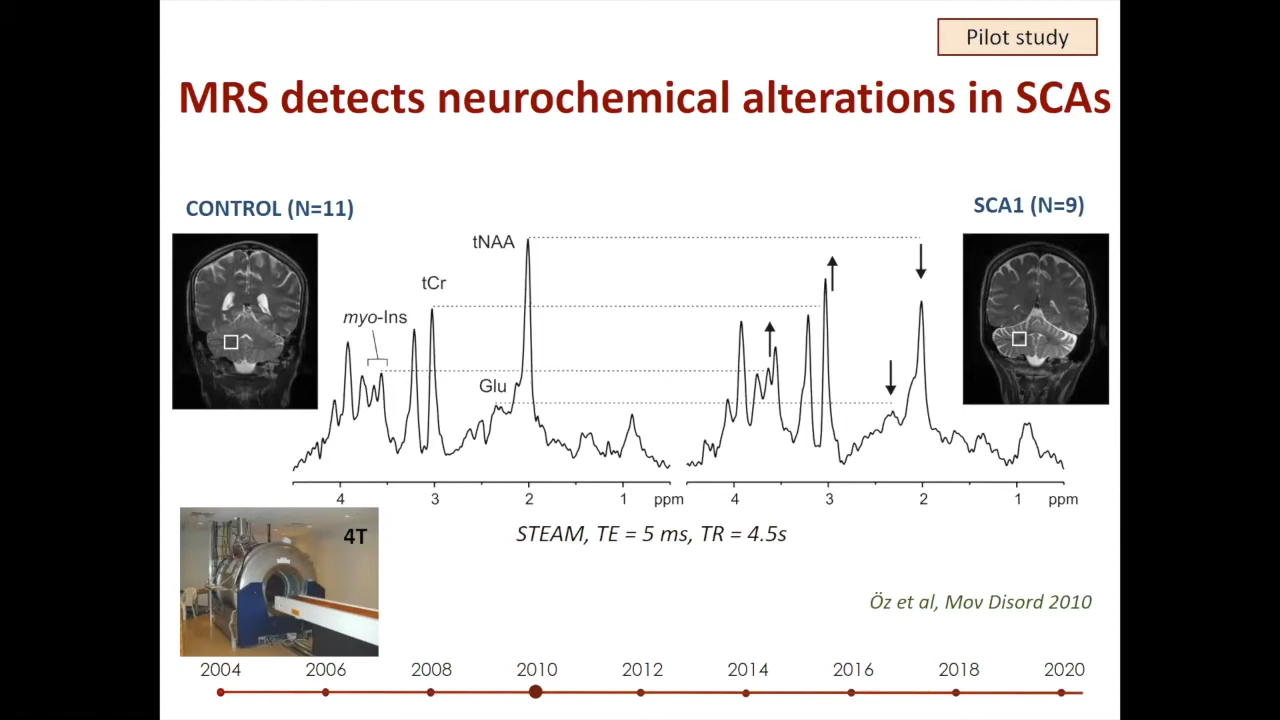 Pilot study
MRS detects neurochemical alterations in SCAs
CONTROL (N=11)
SCA1 (N=9)
tNAA
tCr
myo-Ins
Glu
4 3 2 1 ppm
4 3 2 1 ppm
4T
STEAM, TE = 5 ms, TR = 4.5s
Öz et al, Mov Disord 2010
2004 2006 2008 2010 2012 2014 2016 2018 2020